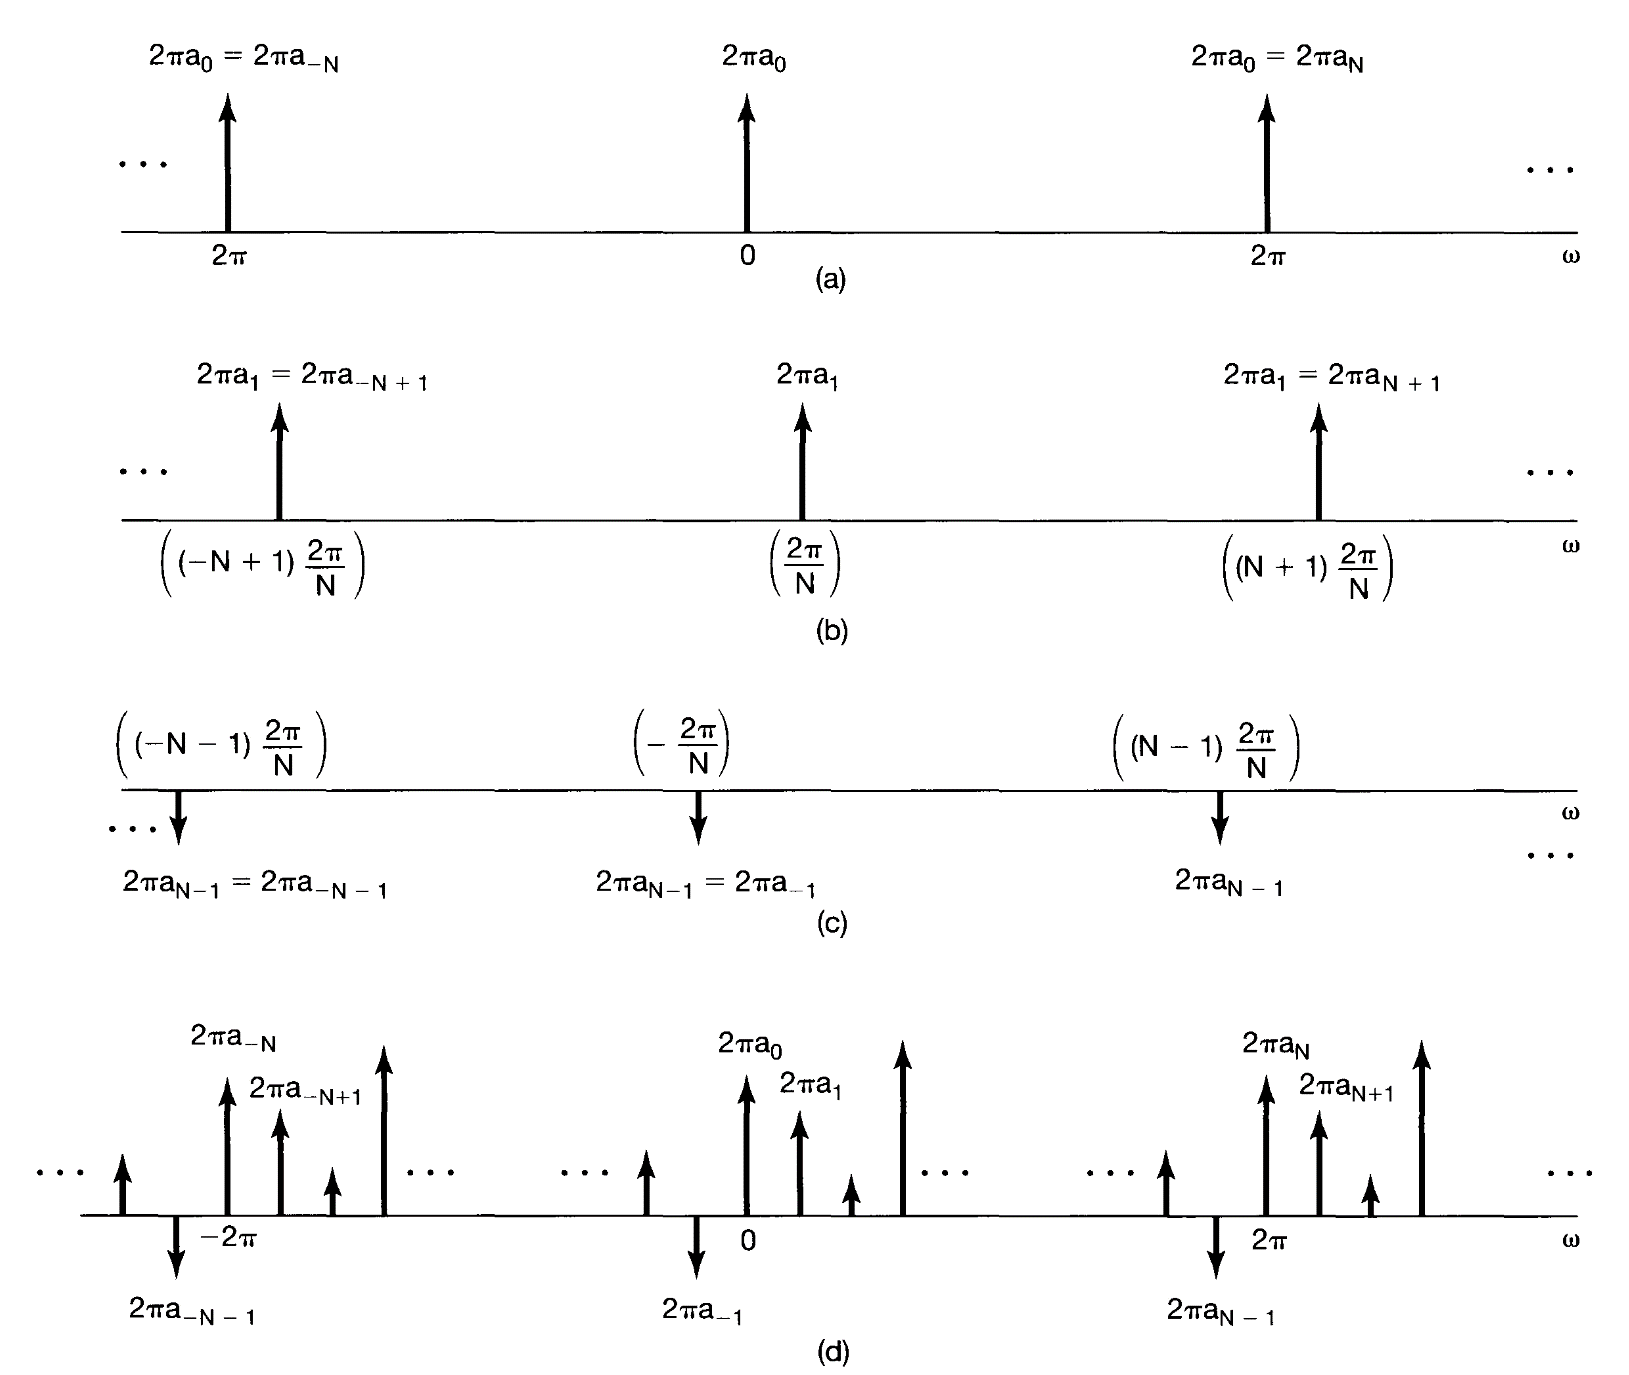 2πa₀ = 2πa₋N 2πa₀ 2πa₀ = 2πaN
··· ···
2π 0 2π ω
(a)
2πa₁ = 2πa₋N + 1 2πa₁ 2πa₁ = 2πaN + 1
··· ···
((−N + 1) 2π/N) (2π/N) ((N + 1) 2π/N) ω
(b)
((−N − 1) 2π/N) (− 2π/N) ((N − 1) 2π/N)
ω
··· ···
2πaN−1 = 2πa₋N − 1 2πaN−1 = 2πa₋₁ 2πaN − 1
(c)
2πa₋N 2πa₀ 2πaN
2πa₋N+1 2πa₁ 2πaN+1
··· ··· ··· ··· ··· ···
−2π 0 2π ω
2πa₋N − 1 2πa₋₁ 2πaN − 1
(d)